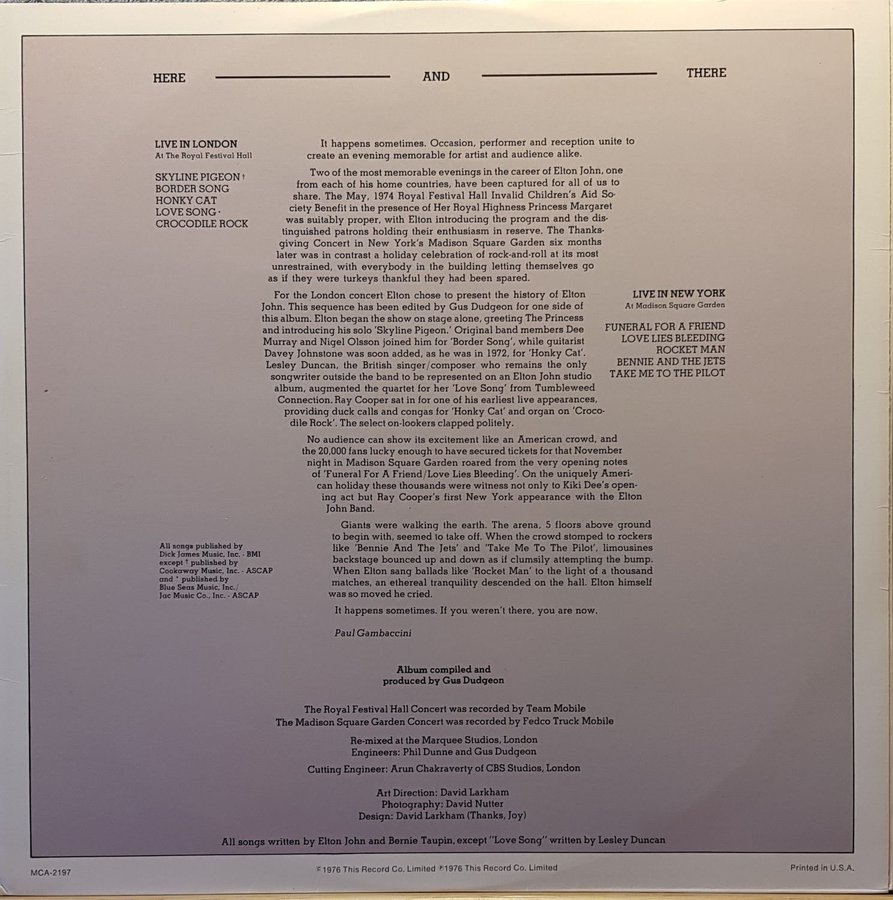 HERE AND THERE
LIVE IN LONDON
At The Royal Festival Hall
SKYLINE PIGEON†
BORDER SONG
HONKY CAT
LOVE SONG·
CROCODILE ROCK
It happens sometimes. Occasion, performer and reception unite to
create an evening memorable for artist and audience alike.
Two of the most memorable evenings in the career of Elton John, one
from each of his home countries, have been captured for all of us to
share. The May, 1974 Royal Festival Hall Invalid Children's Aid So-
ciety Benefit in the presence of Her Royal Highness Princess Margaret
was suitably proper, with Elton introducing the program and the dis-
tinguished patrons holding their enthusiasm in reserve. The Thanks-
giving Concert in New York's Madison Square Garden six months
later was in contrast a holiday celebration of rock-and-roll at its most
unrestrained, with everybody in the building letting themselves go
as if they were turkeys thankful they had been spared.
For the London concert Elton chose to present the history of Elton
John. This sequence has been edited by Gus Dudgeon for one side of
this album. Elton began the show on stage alone, greeting The Princess
and introducing his solo 'Skyline Pigeon.' Original band members Dee
Murray and Nigel Olsson joined him for 'Border Song', while guitarist
Davey Johnstone was soon added, as he was in 1972, for 'Honky Cat'.
Lesley Duncan, the British singer/composer who remains the only
songwriter outside the band to be represented on an Elton John studio
album, augmented the quartet for her 'Love Song' from Tumbleweed
Connection. Ray Cooper sat in for one of his earliest live appearances,
providing duck calls and congas for 'Honky Cat' and organ on 'Croco-
dile Rock'. The select on-lookers clapped politely.
LIVE IN NEW YORK
At Madison Square Garden
FUNERAL FOR A FRIEND
LOVE LIES BLEEDING
ROCKET MAN
BENNIE AND THE JETS
TAKE ME TO THE PILOT
No audience can show its excitement like an American crowd, and
the 20,000 fans lucky enough to have secured tickets for that November
night in Madison Square Garden roared from the very opening notes
of 'Funeral For A Friend/Love Lies Bleeding'. On the uniquely Ameri-
can holiday these thousands were witness not only to Kiki Dee's open-
ing act but Ray Cooper's first New York appearance with the Elton
John Band.
Giants were walking the earth. The arena, 5 floors above ground
to begin with, seemed to take off. When the crowd stomped to rockers
like 'Bennie And The Jets' and 'Take Me To The Pilot', limousines
backstage bounced up and down as if clumsily attempting the bump.
When Elton sang ballads like 'Rocket Man' to the light of a thousand
matches, an ethereal tranquility descended on the hall. Elton himself
was so moved he cried.
It happens sometimes. If you weren't there, you are now.
Paul Gambaccini
All songs published by
Dick James Music, Inc. - BMI
except † published by
Cookaway Music, Inc. - ASCAP
and * published by
Blue Seas Music, Inc./
Jac Music Co., Inc. - ASCAP
Album compiled and
produced by Gus Dudgeon
The Royal Festival Hall Concert was recorded by Team Mobile
The Madison Square Garden Concert was recorded by Fedco Truck Mobile
Re-mixed at the Marquee Studios, London
Engineers: Phil Dunne and Gus Dudgeon
Cutting Engineer: Arun Chakraverty of CBS Studios, London
Art Direction: David Larkham
Photography: David Nutter
Design: David Larkham (Thanks, Joy)
All songs written by Elton John and Bernie Taupin, except "Love Song" written by Lesley Duncan
MCA-2197
©1976 This Record Co. Limited ℗1976 This Record Co. Limited
Printed in U.S.A.